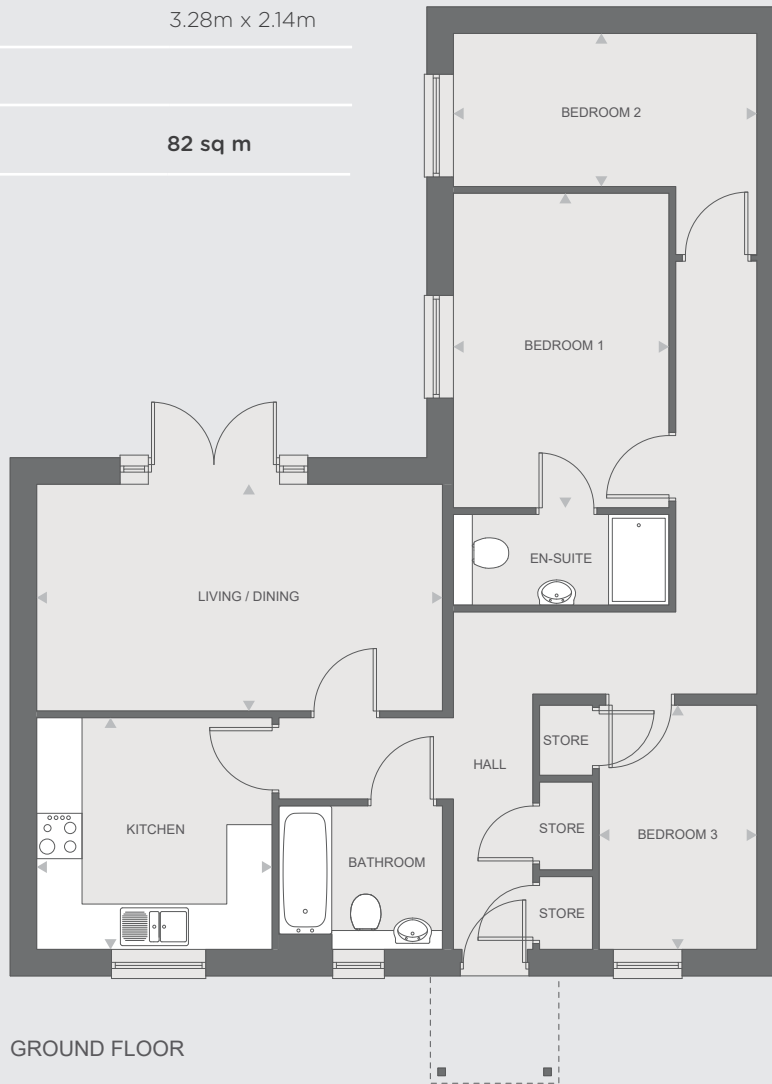 3.28m x 2.14m
82 sq m
BEDROOM 2
BEDROOM 1
EN-SUITE
LIVING / DINING
STORE
HALL
KITCHEN
STORE
BEDROOM 3
BATHROOM
STORE
GROUND FLOOR